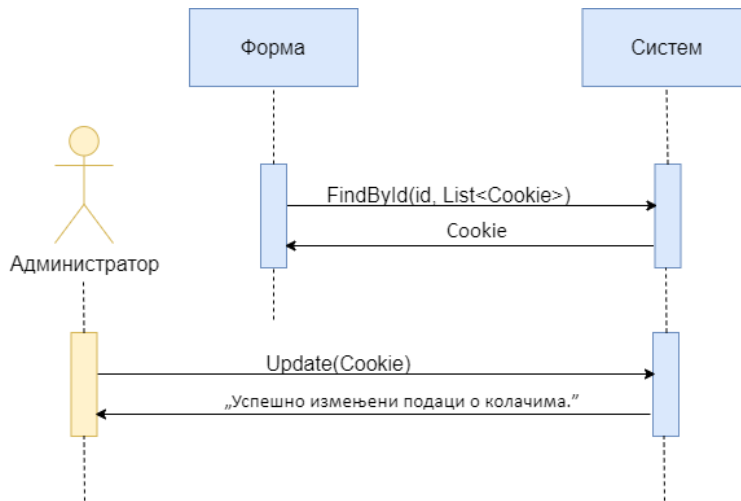 Форма
Систем
FindById(id, List<Cookie>)
Cookie
Администратор
Update(Cookie)
„Успешно измењени подаци о колачима.”